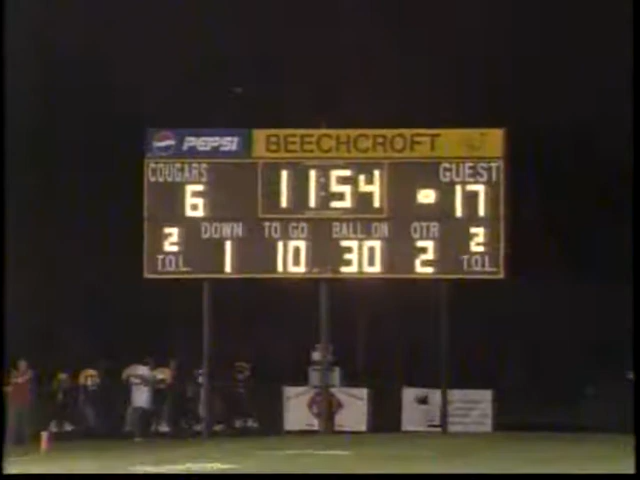 PEPSI BEECHCROFT
COUGARS GUEST
6 11:54 17
DOWN TO GO BALL ON QTR
2 1 10 30 2 2
T.O.L. T.O.L.